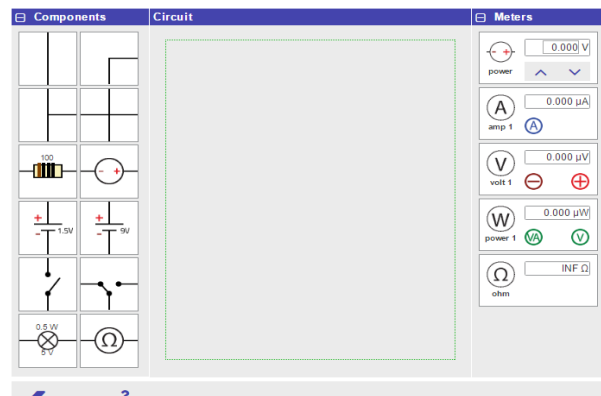 Components
Circuit
Meters
100
1.5V
9V
0.5 W
5 V
Ω
0.000 V
power
A
0.000 µA
amp 1
A
V
0.000 µV
volt 1
W
0.000 µW
power 1
VA
V
Ω
INF Ω
ohm
3